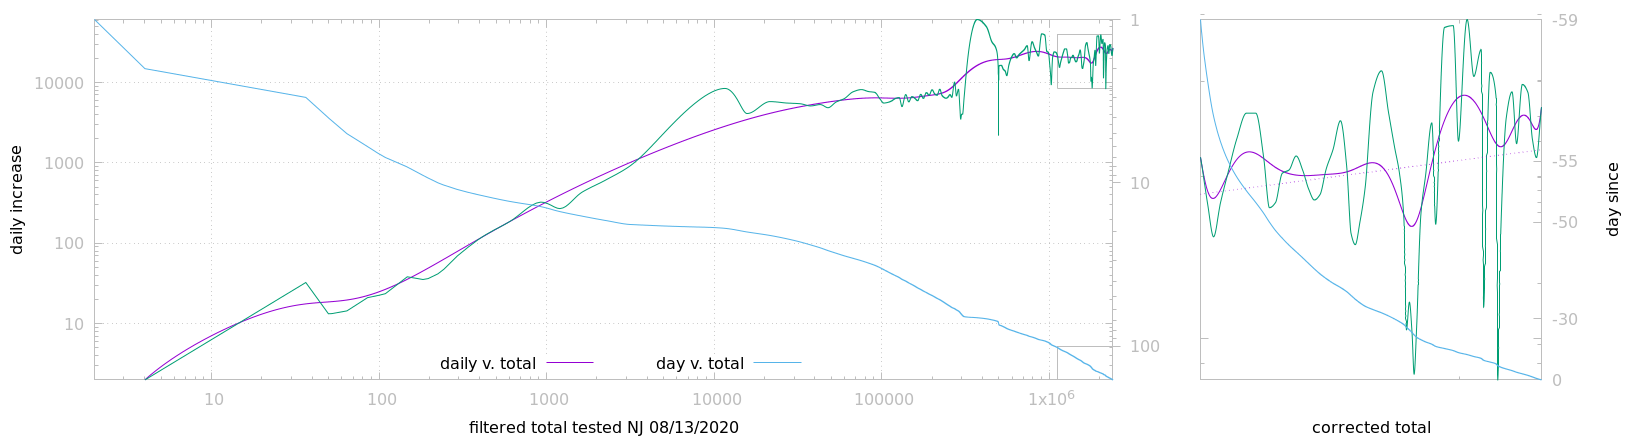 1
-59
10000
daily increase
1000
-55
10
day since
-50
100
10
-30
daily v. total
day v. total
100
0
10
100
1000
10000
100000
1x10⁶
filtered total tested NJ 08/13/2020
corrected total